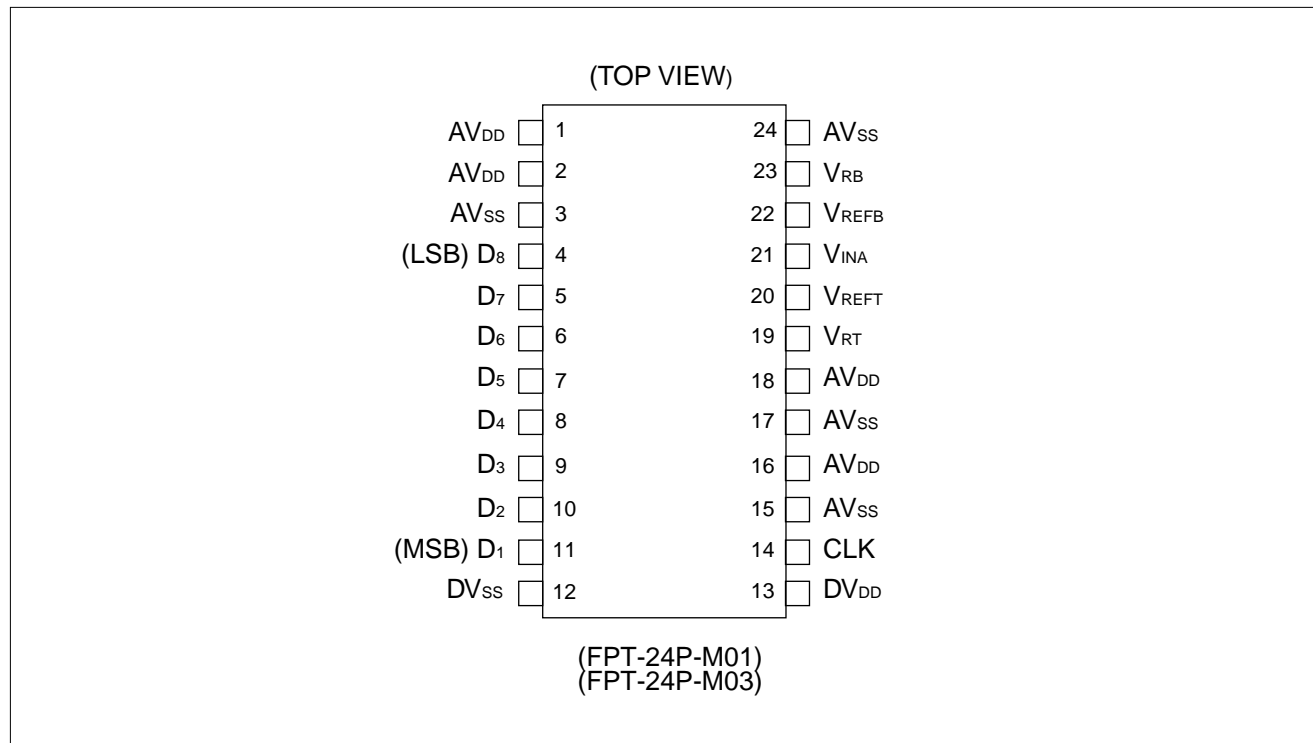 (TOP VIEW)
AVDD 1 24 AVSS
AVDD 2 23 VRB
AVSS 3 22 VREFB
(LSB) D8 4 21 VINA
D7 5 20 VREFT
D6 6 19 VRT
D5 7 18 AVDD
D4 8 17 AVSS
D3 9 16 AVDD
D2 10 15 AVSS
(MSB) D1 11 14 CLK
DVSS 12 13 DVDD
(FPT-24P-M01)
(FPT-24P-M03)